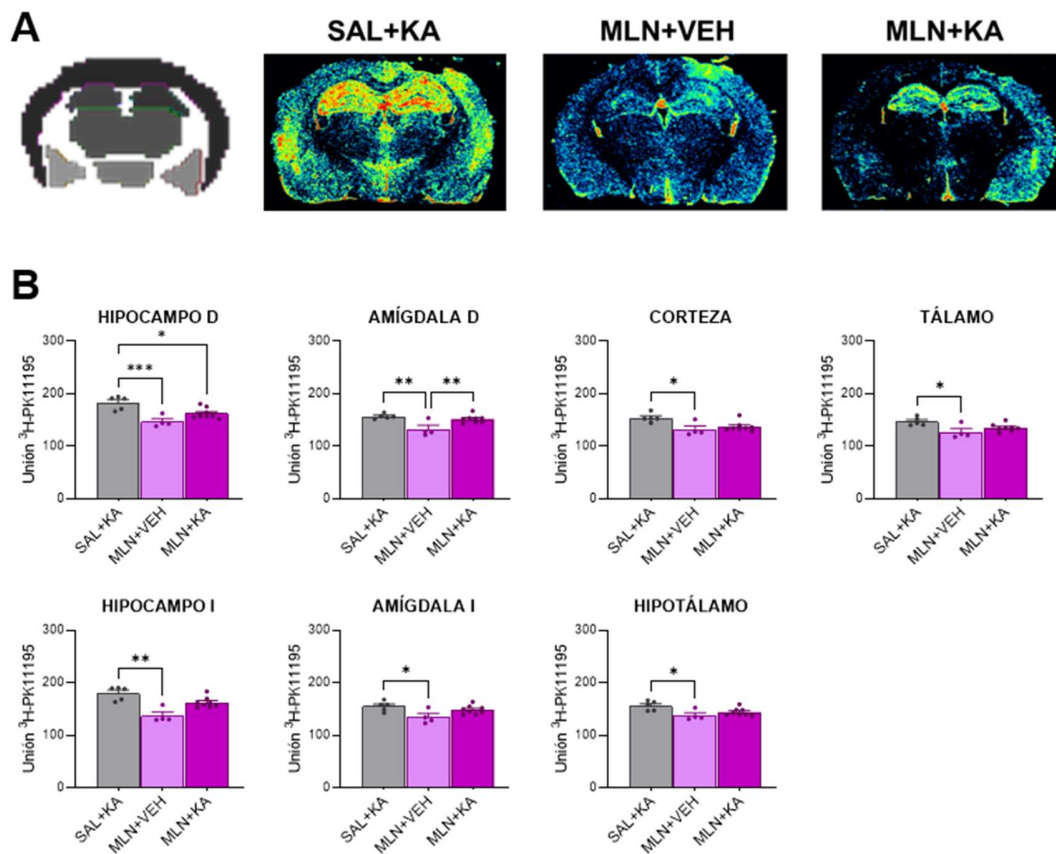 A
SAL+KA
MLN+VEH
MLN+KA
B
HIPOCAMPO D
Unión ³H-PK11195
300
200
100
0
***
*
SAL+KA
MLN+VEH
MLN+KA
AMÍGDALA D
Unión ³H-PK11195
300
200
100
0
**
**
SAL+KA
MLN+VEH
MLN+KA
CORTEZA
Unión ³H-PK11195
300
200
100
0
*
SAL+KA
MLN+VEH
MLN+KA
TÁLAMO
Unión ³H-PK11195
300
200
100
0
*
SAL+KA
MLN+VEH
MLN+KA
HIPOCAMPO I
Unión ³H-PK11195
300
200
100
0
**
SAL+KA
MLN+VEH
MLN+KA
AMÍGDALA I
Unión ³H-PK11195
300
200
100
0
*
SAL+KA
MLN+VEH
MLN+KA
HIPOTÁLAMO
Unión ³H-PK11195
300
200
100
0
*
SAL+KA
MLN+VEH
MLN+KA